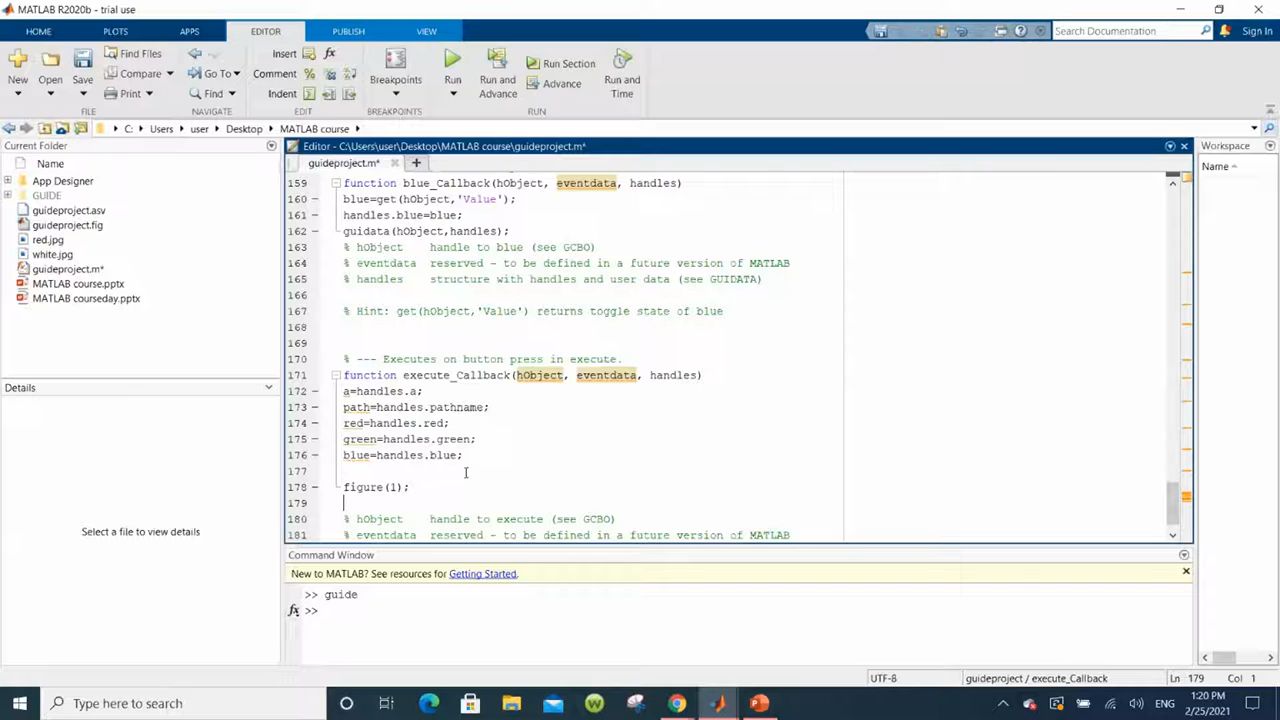 MATLAB R2020b - trial use
HOME PLOTS APPS EDITOR PUBLISH VIEW
Search Documentation Sign In
New Open Save Find Files Compare Print
Go To Find
Insert Comment Indent
Breakpoints Run Run and Advance Run Section Advance Run and Time
FILE NAVIGATE EDIT BREAKPOINTS RUN
C: Users user Desktop MATLAB course
Current Folder
Name
App Designer
GUIDE
guideproject.asv
guideproject.fig
red.jpg
white.jpg
guideproject.m*
MATLAB course.pptx
MATLAB courseday.pptx
Details
Select a file to view details
Editor - C:\Users\user\Desktop\MATLAB course\guideproject.m*
guideproject.m*
159 function blue_Callback(hObject, eventdata, handles)
160 blue=get(hObject,'Value');
161 handles.blue=blue;
162 guidata(hObject,handles);
163 % hObject    handle to blue (see GCBO)
164 % eventdata  reserved - to be defined in a future version of MATLAB
165 % handles    structure with handles and user data (see GUIDATA)
166
167 % Hint: get(hObject,'Value') returns toggle state of blue
168
169
170 % --- Executes on button press in execute.
171 function execute_Callback(hObject, eventdata, handles)
172 a=handles.a;
173 path=handles.pathname;
174 red=handles.red;
175 green=handles.green;
176 blue=handles.blue;
177
178 figure(1);
179
180 % hObject    handle to execute (see GCBO)
181 % eventdata  reserved - to be defined in a future version of MATLAB
Command Window
New to MATLAB? See resources for Getting Started.
>> guide
fx >>
Workspace
Name
UTF-8 guideproject / execute_Callback Ln 179 Col 1
Type here to search
ENG
1:20 PM
2/25/2021